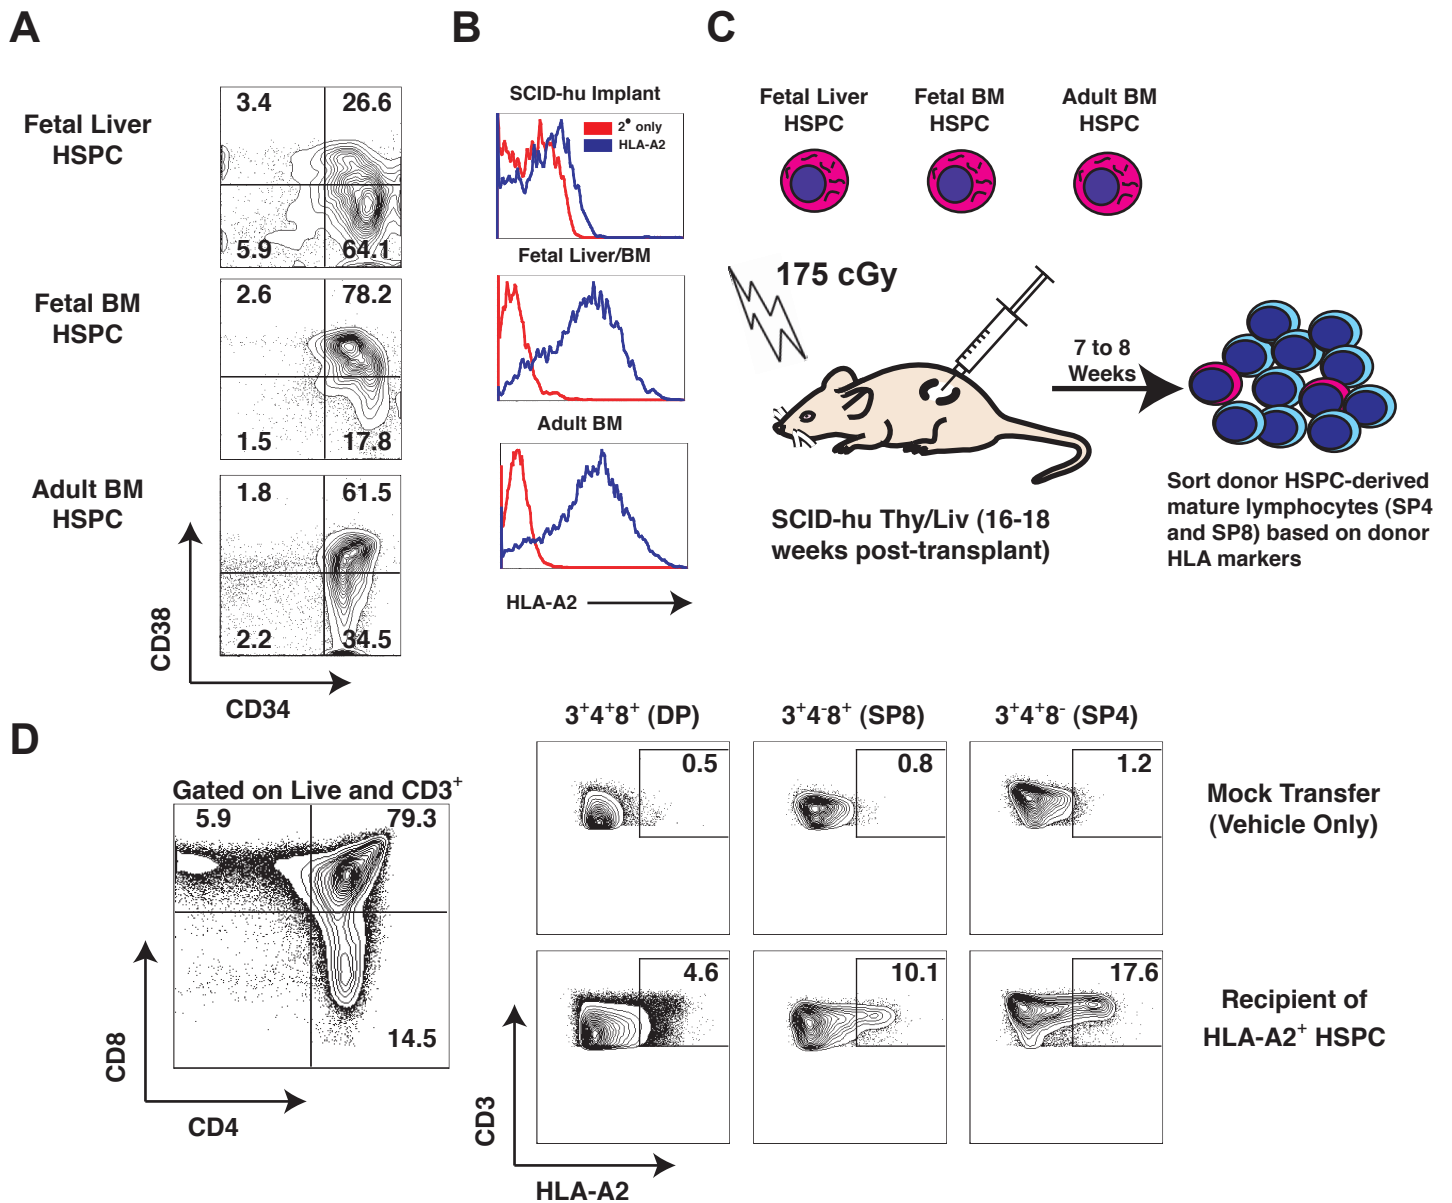 A
B
C
Fetal Liver
HSPC
3.4
26.6
5.9
64.1
Fetal BM
HSPC
2.6
78.2
1.5
17.8
Adult BM
HSPC
1.8
61.5
2.2
34.5
CD38
CD34
SCID-hu Implant
2° only
HLA-A2
Fetal Liver/BM
Adult BM
HLA-A2
Fetal Liver
HSPC
Fetal BM
HSPC
Adult BM
HSPC
175 cGy
7 to 8
Weeks
SCID-hu Thy/Liv (16-18
weeks post-transplant)
Sort donor HSPC-derived
mature lymphocytes (SP4
and SP8) based on donor
HLA markers
D
Gated on Live and CD3⁺
5.9
79.3
14.5
CD8
CD4
3⁺4⁺8⁺ (DP)
3⁺4⁻8⁺ (SP8)
3⁺4⁺8⁻ (SP4)
0.5
0.8
1.2
Mock Transfer
(Vehicle Only)
4.6
10.1
17.6
Recipient of
HLA-A2⁺ HSPC
CD3
HLA-A2